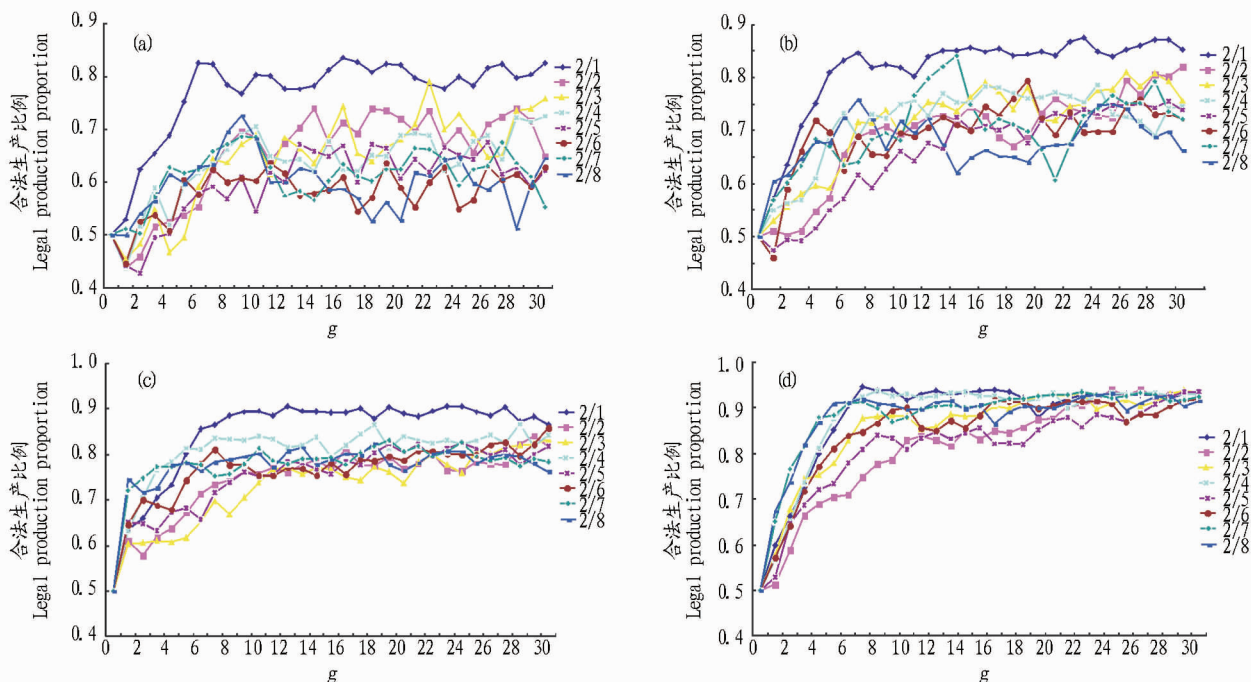 (a)
合法生产比例
Legal production proportion
0.9
0.8
0.7
0.6
0.5
0.4
2 4 6 8 10 12 14 16 18 20 22 24 26 28 30
g
2/1
2/2
2/3
2/4
2/5
2/6
2/7
2/8
(b)
合法生产比例
Legal production proportion
0.9
0.8
0.7
0.6
0.5
0.4
2 4 6 8 10 12 14 16 18 20 22 24 26 28 30
g
2/1
2/2
2/3
2/4
2/5
2/6
2/7
2/8
(c)
合法生产比例
Legal production proportion
1.0
0.9
0.8
0.7
0.6
0.5
0.4
0 2 4 6 8 10 12 14 16 18 20 22 24 26 28 30
g
2/1
2/2
2/3
2/4
2/5
2/6
2/7
2/8
(d)
合法生产比例
Legal production proportion
1.0
0.9
0.8
0.7
0.6
0.5
0.4
0 2 4 6 8 10 12 14 16 18 20 22 24 26 28 30
g
2/1
2/2
2/3
2/4
2/5
2/6
2/7
2/8